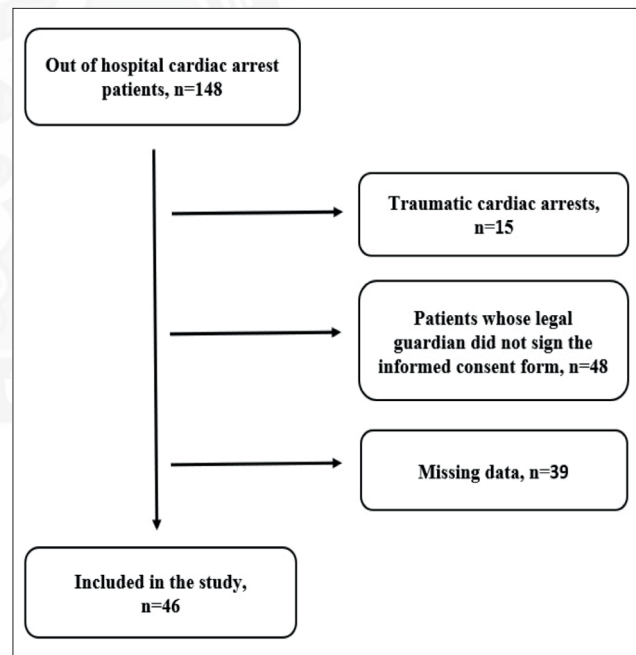 Out of hospital cardiac arrest
patients, n=148
Traumatic cardiac arrests,
n=15
Patients whose legal
guardian did not sign the
informed consent form, n=48
Missing data, n=39
Included in the study,
n=46